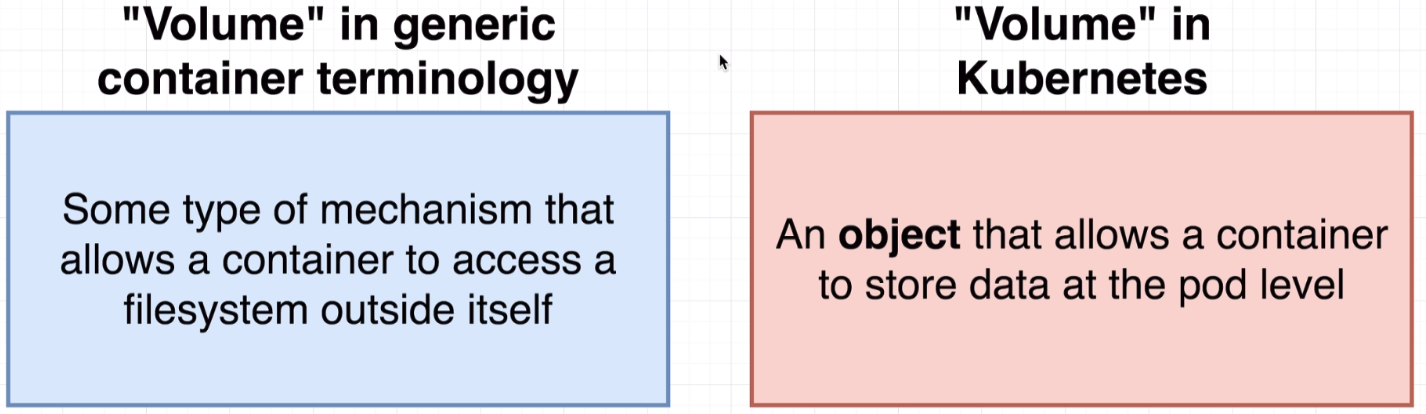 "Volume" in generic
container terminology
Some type of mechanism that
allows a container to access a
filesystem outside itself
"Volume" in
Kubernetes
An object that allows a container
to store data at the pod level